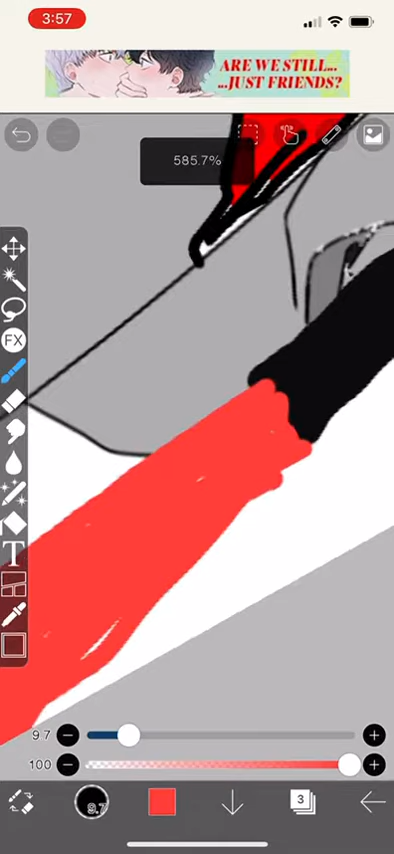 3:57
ARE WE STILL...
...JUST FRIENDS?
585.7%
FX
T
9.7
100
9.7
3